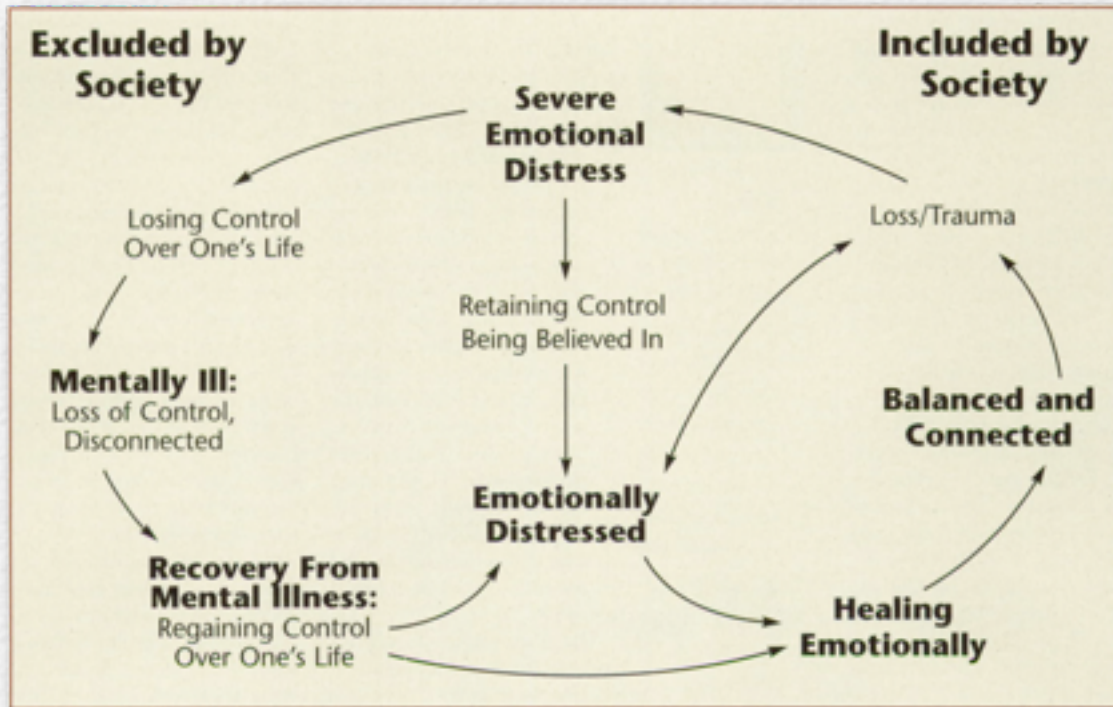 Excluded by
Society
Included by
Society
Severe
Emotional
Distress
Losing Control
Over One's Life
Loss/Trauma
Retaining Control
Being Believed In
Mentally Ill:
Loss of Control,
Disconnected
Balanced and
Connected
Emotionally
Distressed
Recovery From
Mental Illness:
Regaining Control
Over One's Life
Healing
Emotionally